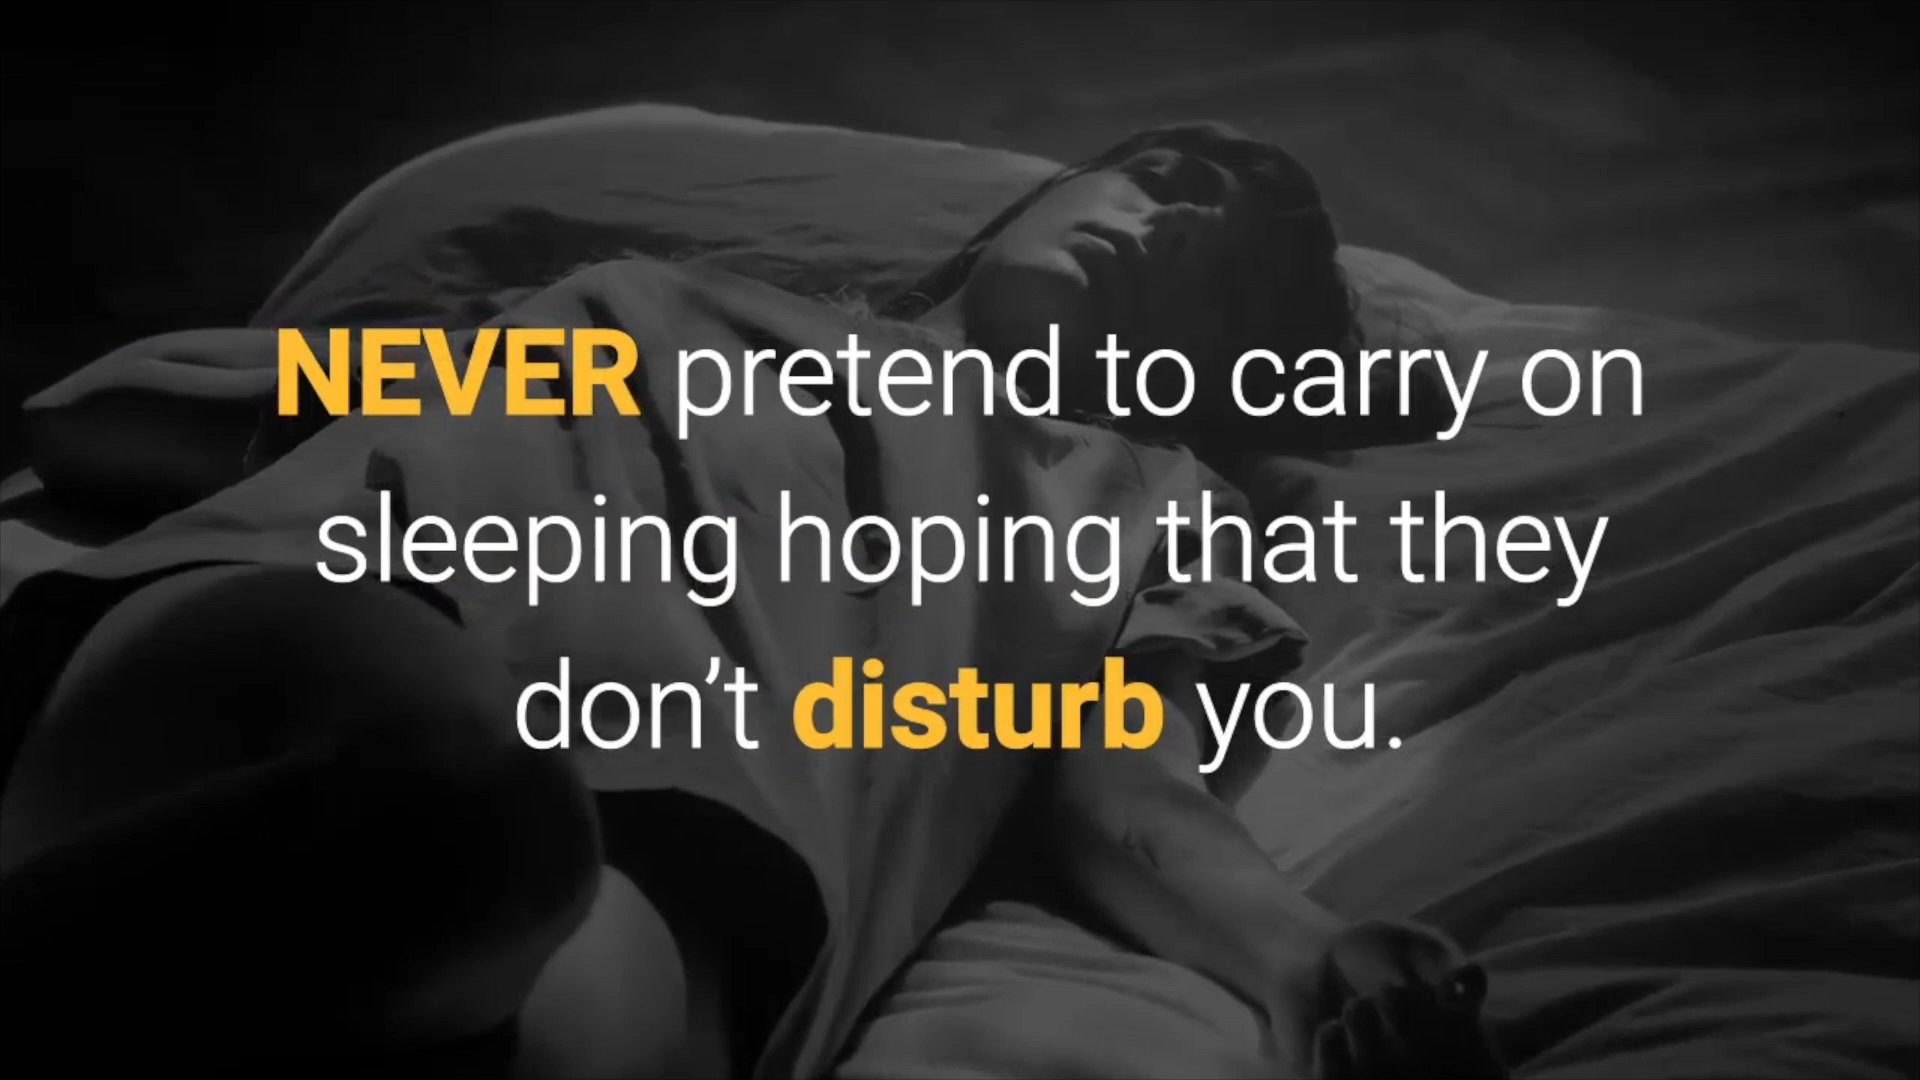 NEVER pretend to carry on
sleeping hoping that they
don’t disturb you.